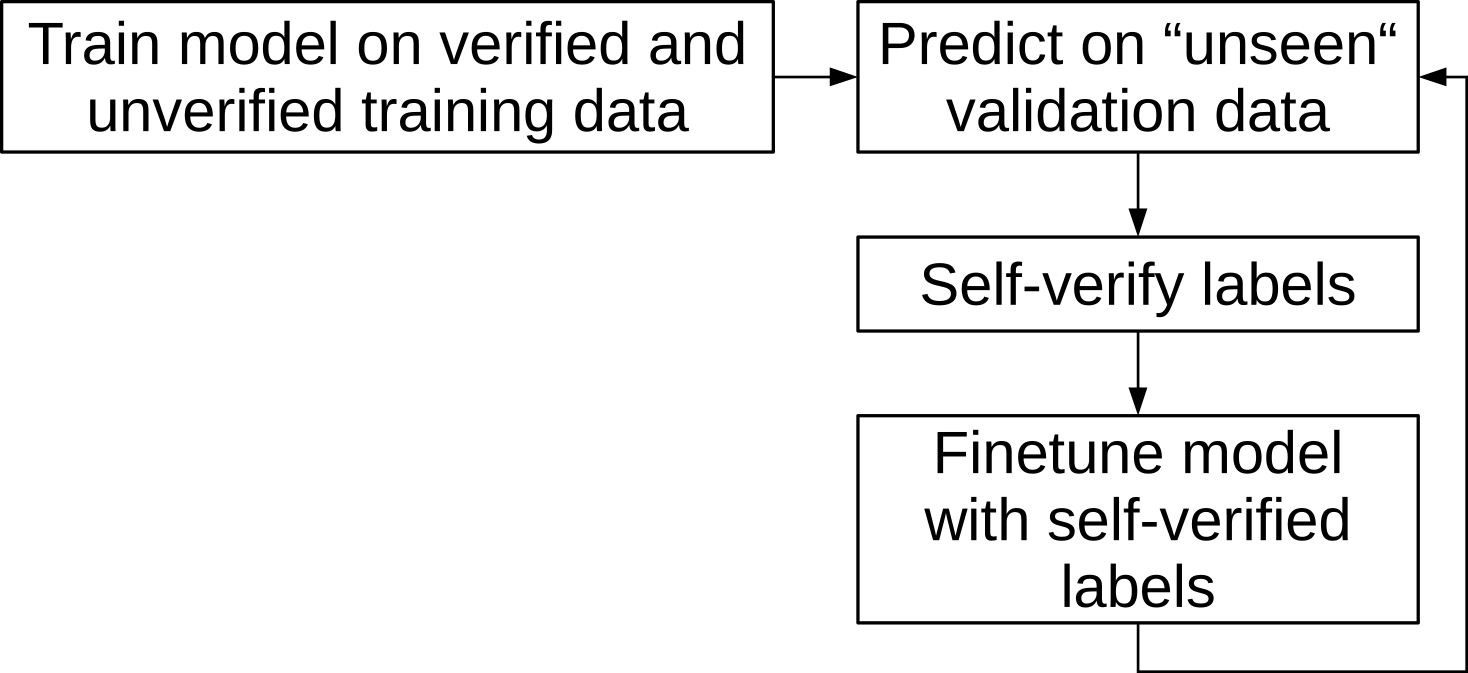 Train model on verified and
unverified training data
Predict on “unseen“
validation data
Self-verify labels
Finetune model
with self-verified
labels